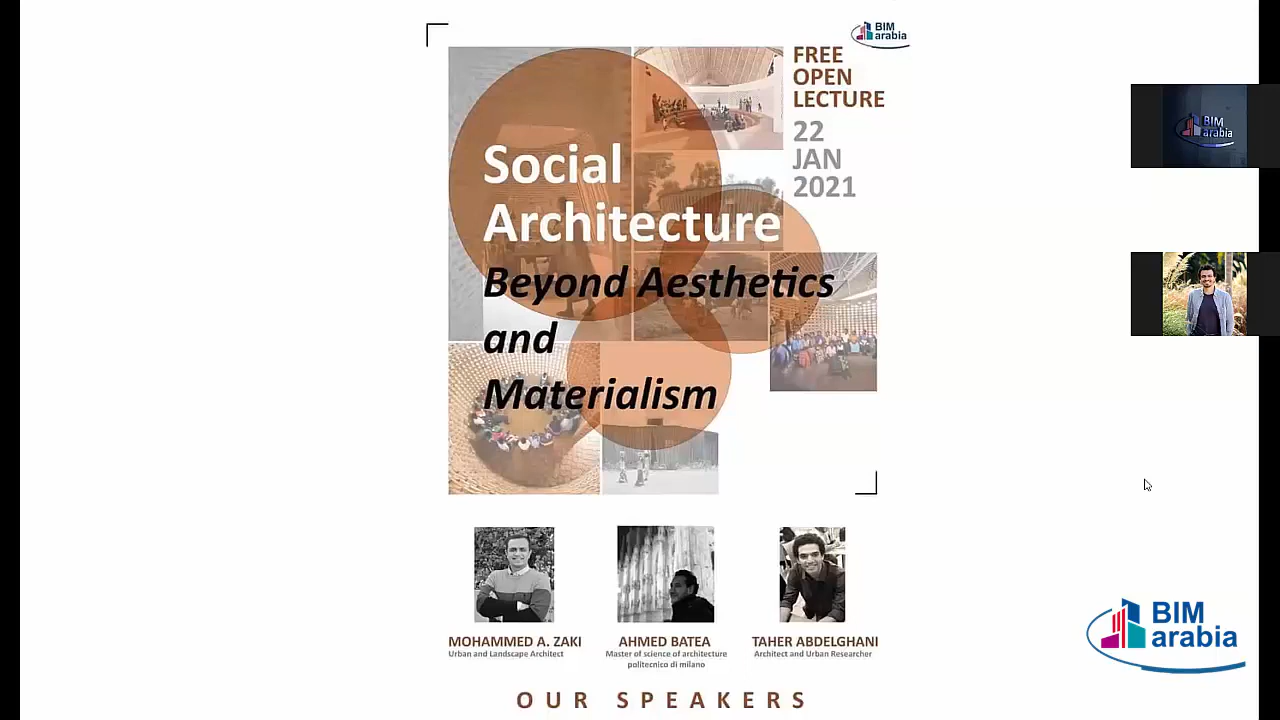 BIM
arabia
FREE
OPEN
LECTURE
22
JAN
2021
Social
Architecture
Beyond Aesthetics
and
Materialism
BIM
arabia
MOHAMMED A. ZAKI
Urban and Landscape Architect
AHMED BATEA
Master of science of architecture
politecnico di milano
TAHER ABDELGHANI
Architect and Urban Researcher
OUR SPEAKERS
BIM
arabia